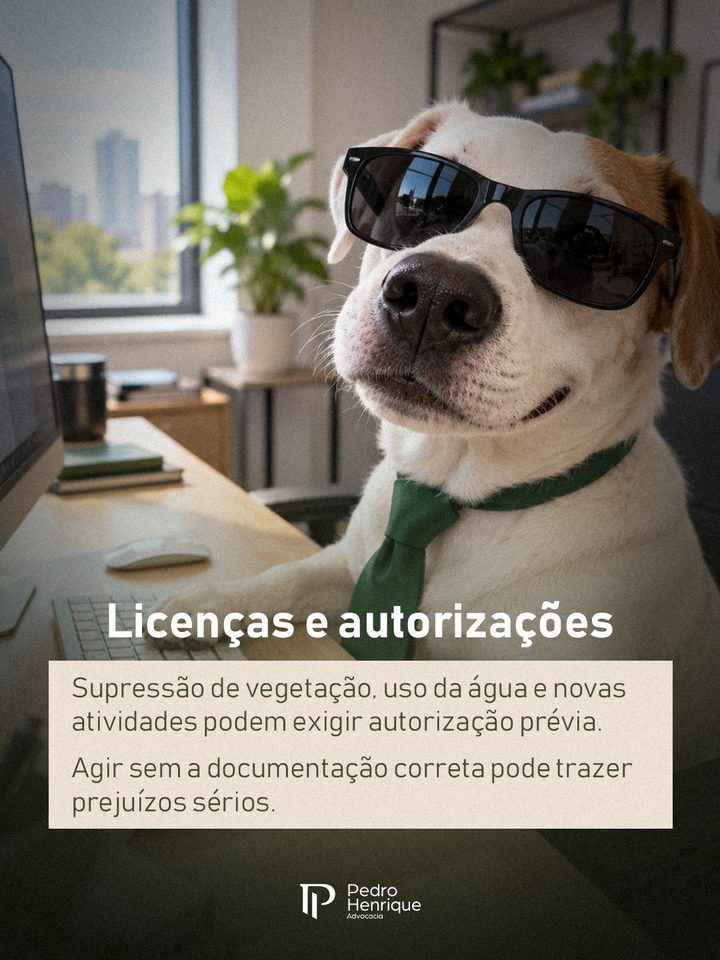 Licenças e autorizações
Supressão de vegetação, uso da água e novas
atividades podem exigir autorização prévia.
Agir sem a documentação correta pode trazer
prejuízos sérios.
Pedro
Henrique
Advocacia